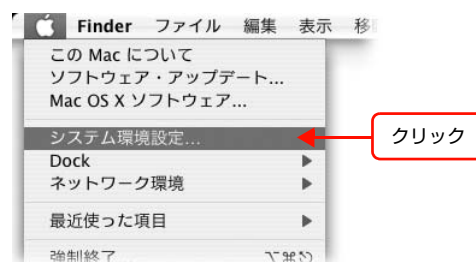 Finder ファイル 編集 表示 移
この Mac について
ソフトウェア・アップデート...
Mac OS X ソフトウェア...
システム環境設定...
クリック
Dock
ネットワーク環境
最近使った項目
強制終了... ⌥⌘⎋